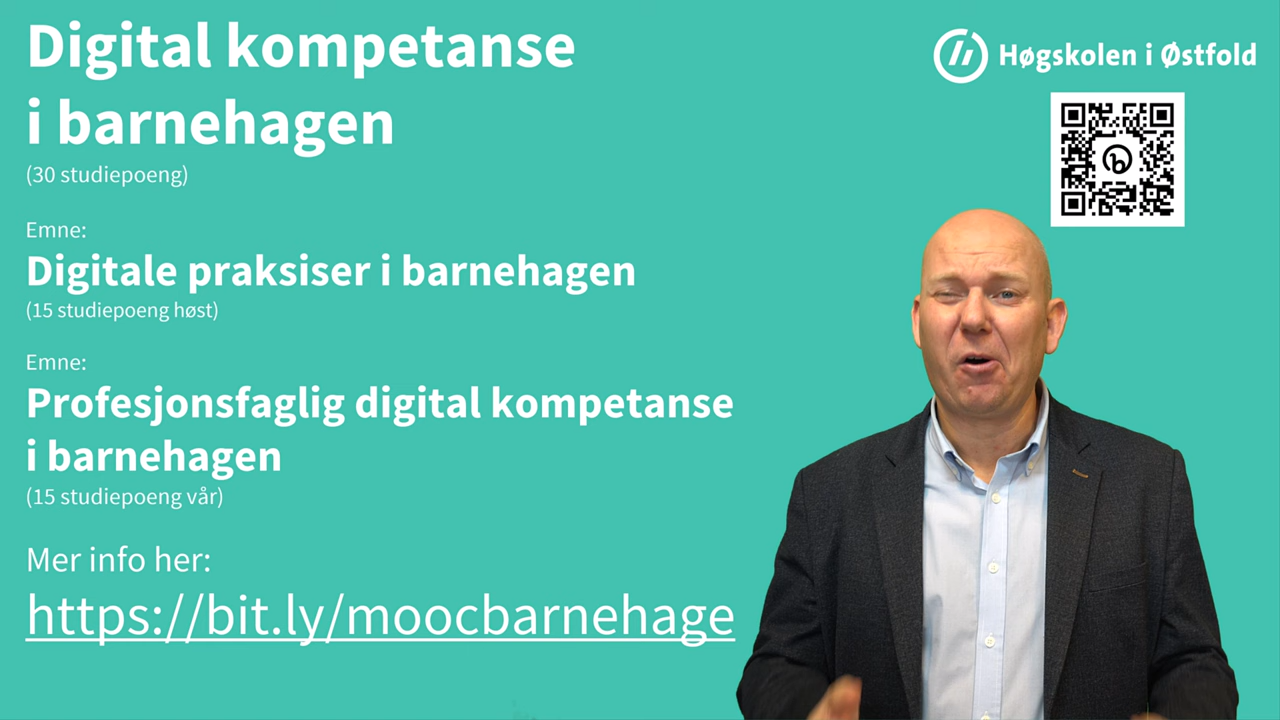 Digital kompetanse
i barnehagen
(30 studiepoeng)
Emne:
Digitale praksiser i barnehagen
(15 studiepoeng høst)
Emne:
Profesjonsfaglig digital kompetanse
i barnehagen
(15 studiepoeng vår)
Mer info her:
https://bit.ly/moocbarnehage
Høgskolen i Østfold